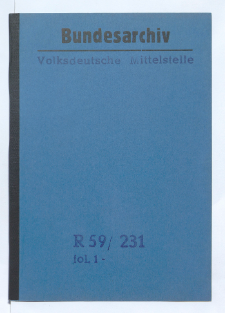 Bundesarchiv
Volksdeutsche Mittelstelle
R 59/ 231
fol. 1 -